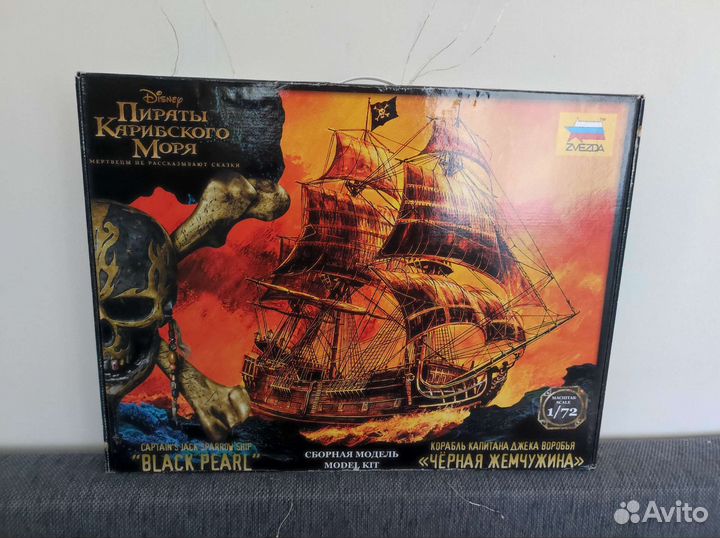 Disney
Пираты
Карибского
Моря
Мертвецы не рассказывают сказки
ZVEZDA
МАСШТАБ
SCALE
1/72
CAPTAIN'S JACK SPARROW SHIP
"BLACK PEARL"
СБОРНАЯ МОДЕЛЬ
MODEL KIT
КОРАБЛЬ КАПИТАНА ДЖЕКА ВОРОБЬЯ
«ЧЁРНАЯ ЖЕМЧУЖИНА»
Avito